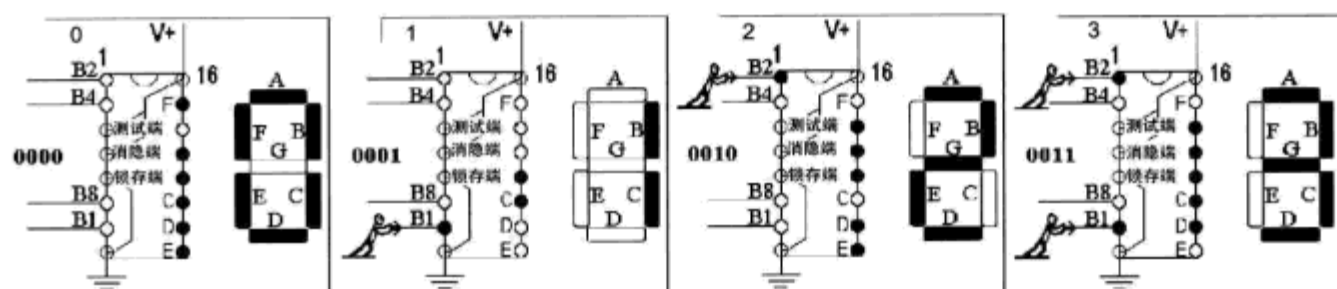 0 V+
1 16
B2
B4 F
测试端
消隐端
0000 锁存端
B8 C
B1 D
E
A
F B
G
E C
D
1 V+
1 16
B2
B4 F
测试端
消隐端
0001 锁存端
B8 C
B1 D
E
A
F B
G
E C
D
2 V+
1 16
B2
B4 F
测试端
消隐端
0010 锁存端
B8 C
B1 D
E
A
F B
G
E C
D
3 V+
1 16
B2
B4 F
测试端
消隐端
0011 锁存端
B8 C
B1 D
E
A
F B
G
E C
D